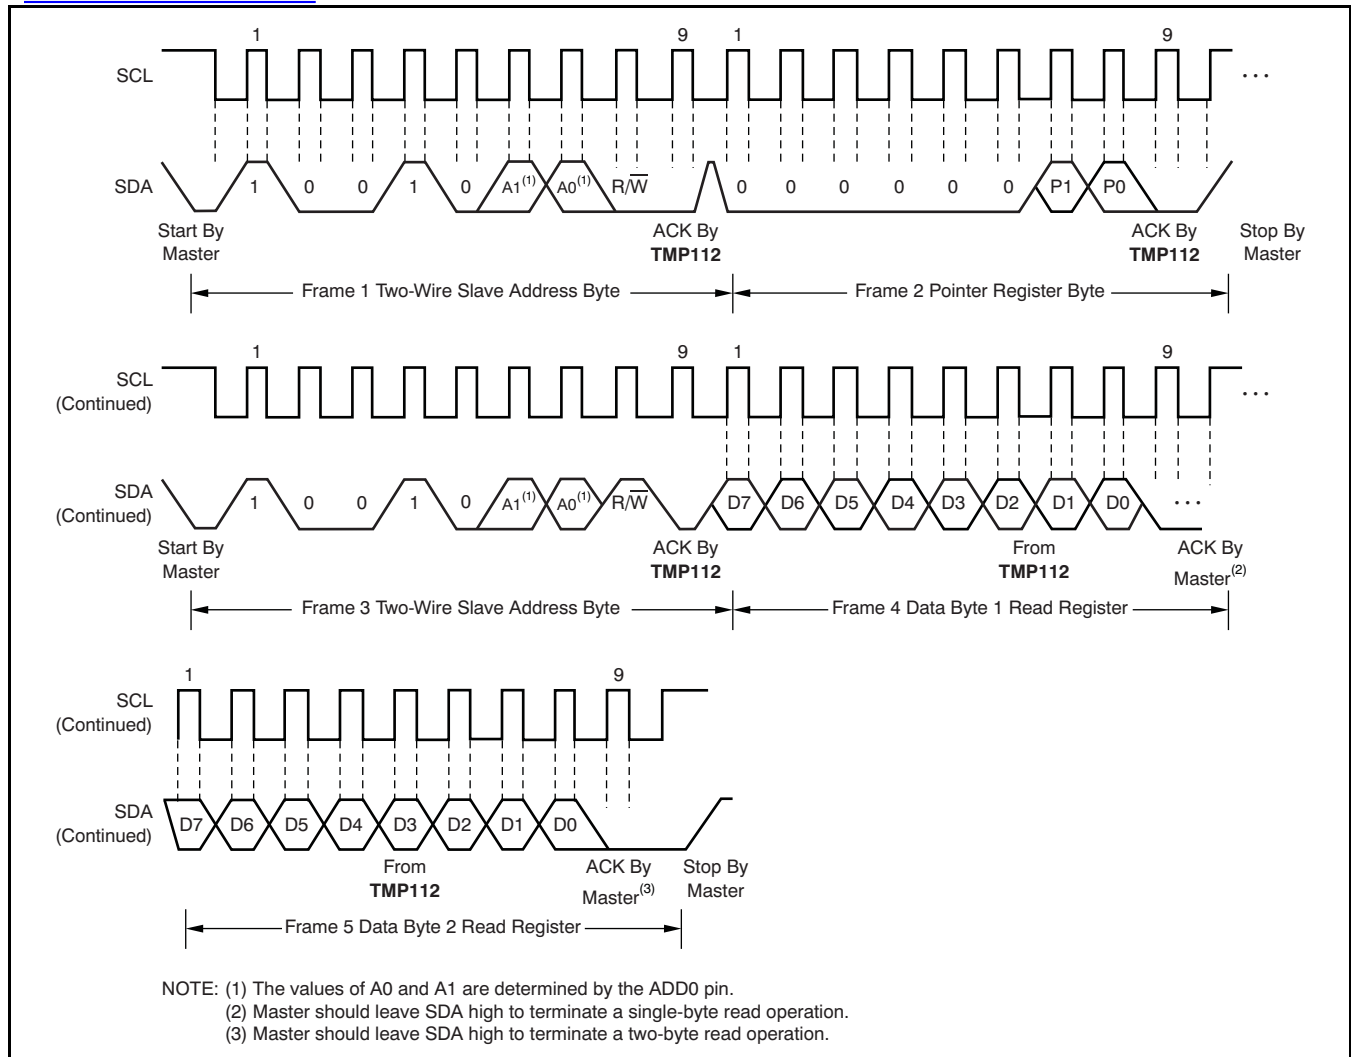 1 9 1 9
SCL ...
SDA 1 0 0 1 0 A1(1) A0(1) R/W 0 0 0 0 0 0 P1 P0
Start By Master ACK By TMP112 ACK By TMP112 Stop By Master
Frame 1 Two-Wire Slave Address Byte Frame 2 Pointer Register Byte
1 9 1 9
SCL (Continued) ...
SDA (Continued) 1 0 0 1 0 A1(1) A0(1) R/W D7 D6 D5 D4 D3 D2 D1 D0 ...
Start By Master ACK By TMP112 From TMP112 ACK By Master(2)
Frame 3 Two-Wire Slave Address Byte Frame 4 Data Byte 1 Read Register
1 9
SCL (Continued)
SDA (Continued) D7 D6 D5 D4 D3 D2 D1 D0
From TMP112 ACK By Master(3) Stop By Master
Frame 5 Data Byte 2 Read Register
NOTE: (1) The values of A0 and A1 are determined by the ADD0 pin.
(2) Master should leave SDA high to terminate a single-byte read operation.
(3) Master should leave SDA high to terminate a two-byte read operation.